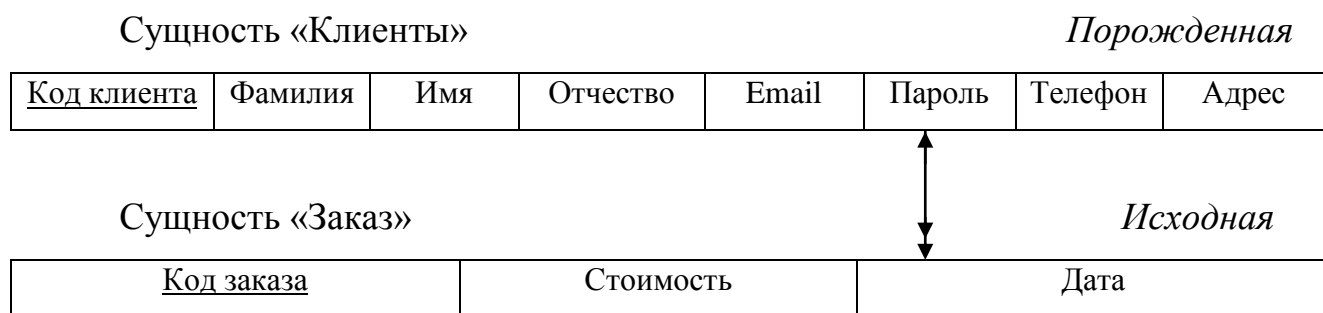 Сущность «Клиенты» Порожденная
Код клиента Фамилия Имя Отчество Email Пароль Телефон Адрес
Сущность «Заказ» Исходная
Код заказа Стоимость Дата